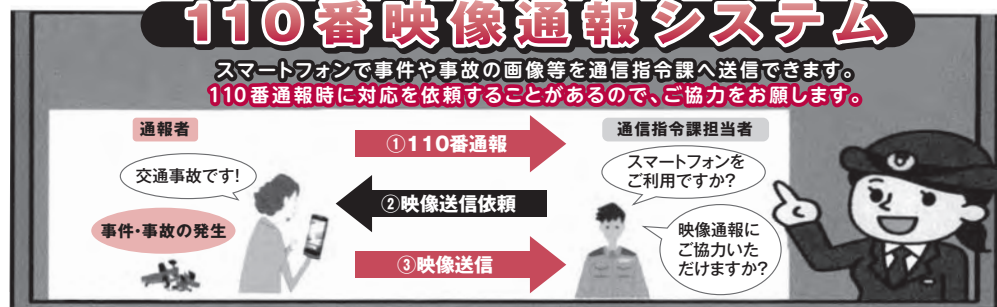 110番映像通報システム
スマートフォンで事件や事故の画像等を通信指令課へ送信できます。
110番通報時に対応を依頼することがあるので、ご協力をお願します。
通報者
①110番通報
通信指令課担当者
交通事故です!
スマートフォンを
ご利用ですか?
②映像送信依頼
事件・事故の発生
映像通報に
ご協力いた
だけますか?
③映像送信